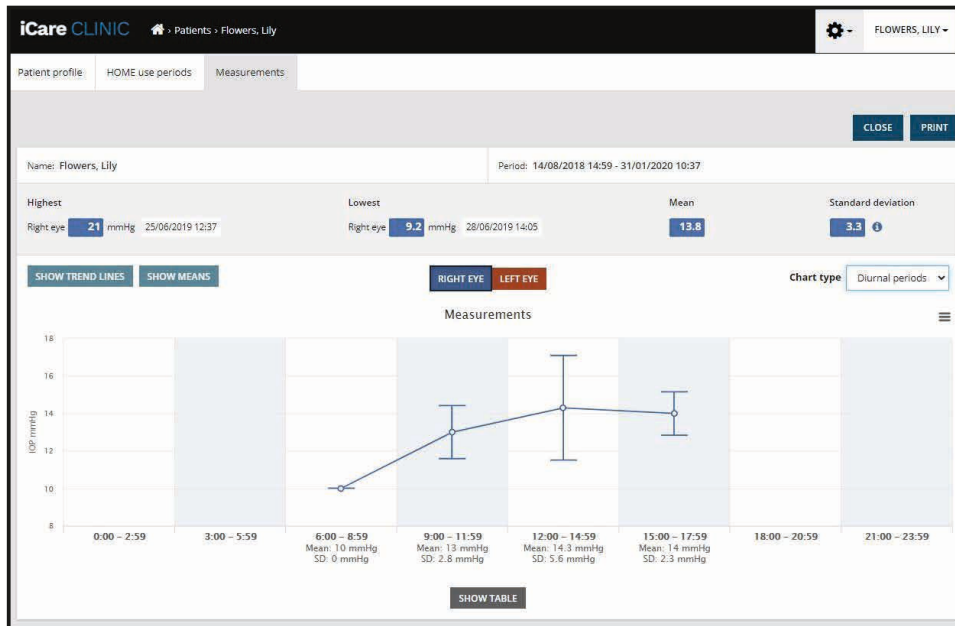 iCare CLINIC › Patients › Flowers, Lily FLOWERS, LILY
Patient profile HOME use periods Measurements
CLOSE PRINT
Name: Flowers, Lily Period: 14/08/2018 14:59 - 31/01/2020 10:37
Highest Lowest Mean Standard deviation
Right eye 21 mmHg 25/06/2019 12:37 Right eye 9.2 mmHg 28/06/2019 14:05 13.8 3.3 i
SHOW TREND LINES SHOW MEANS RIGHT EYE LEFT EYE Chart type Diurnal periods
Measurements
18
16
14
12
10
8
IOP mmHg
0:00 – 2:59 3:00 – 5:59 6:00 – 8:59 9:00 – 11:59 12:00 – 14:59 15:00 – 17:59 18:00 – 20:59 21:00 – 23:59
Mean: 10 mmHg Mean: 13 mmHg Mean: 14.3 mmHg Mean: 14 mmHg
SD: 0 mmHg SD: 2.8 mmHg SD: 5.6 mmHg SD: 2.3 mmHg
SHOW TABLE